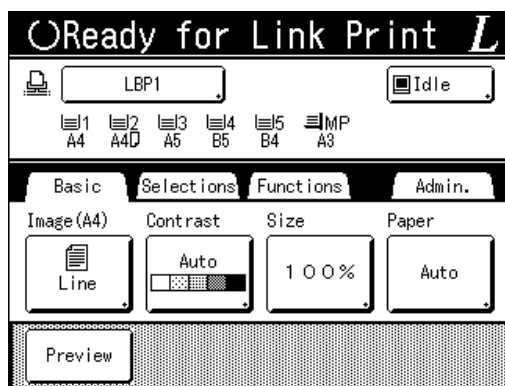 Ready for Link Print L
LBP1 Idle
1 2 3 4 5 MP
A4 A4 A5 B5 B4 A3
Basic Selections Functions Admin.
Image(A4) Contrast Size Paper
Line Auto 100% Auto
Preview